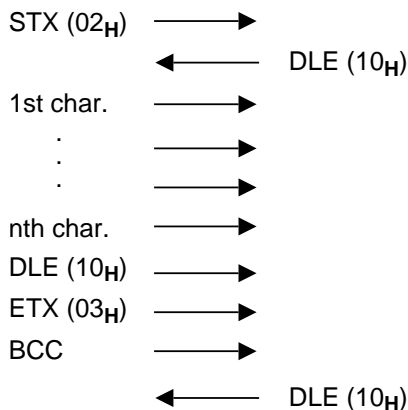 STX (02H)
DLE (10H)
1st char.
.
.
.
nth char.
DLE (10H)
ETX (03H)
BCC
DLE (10H)